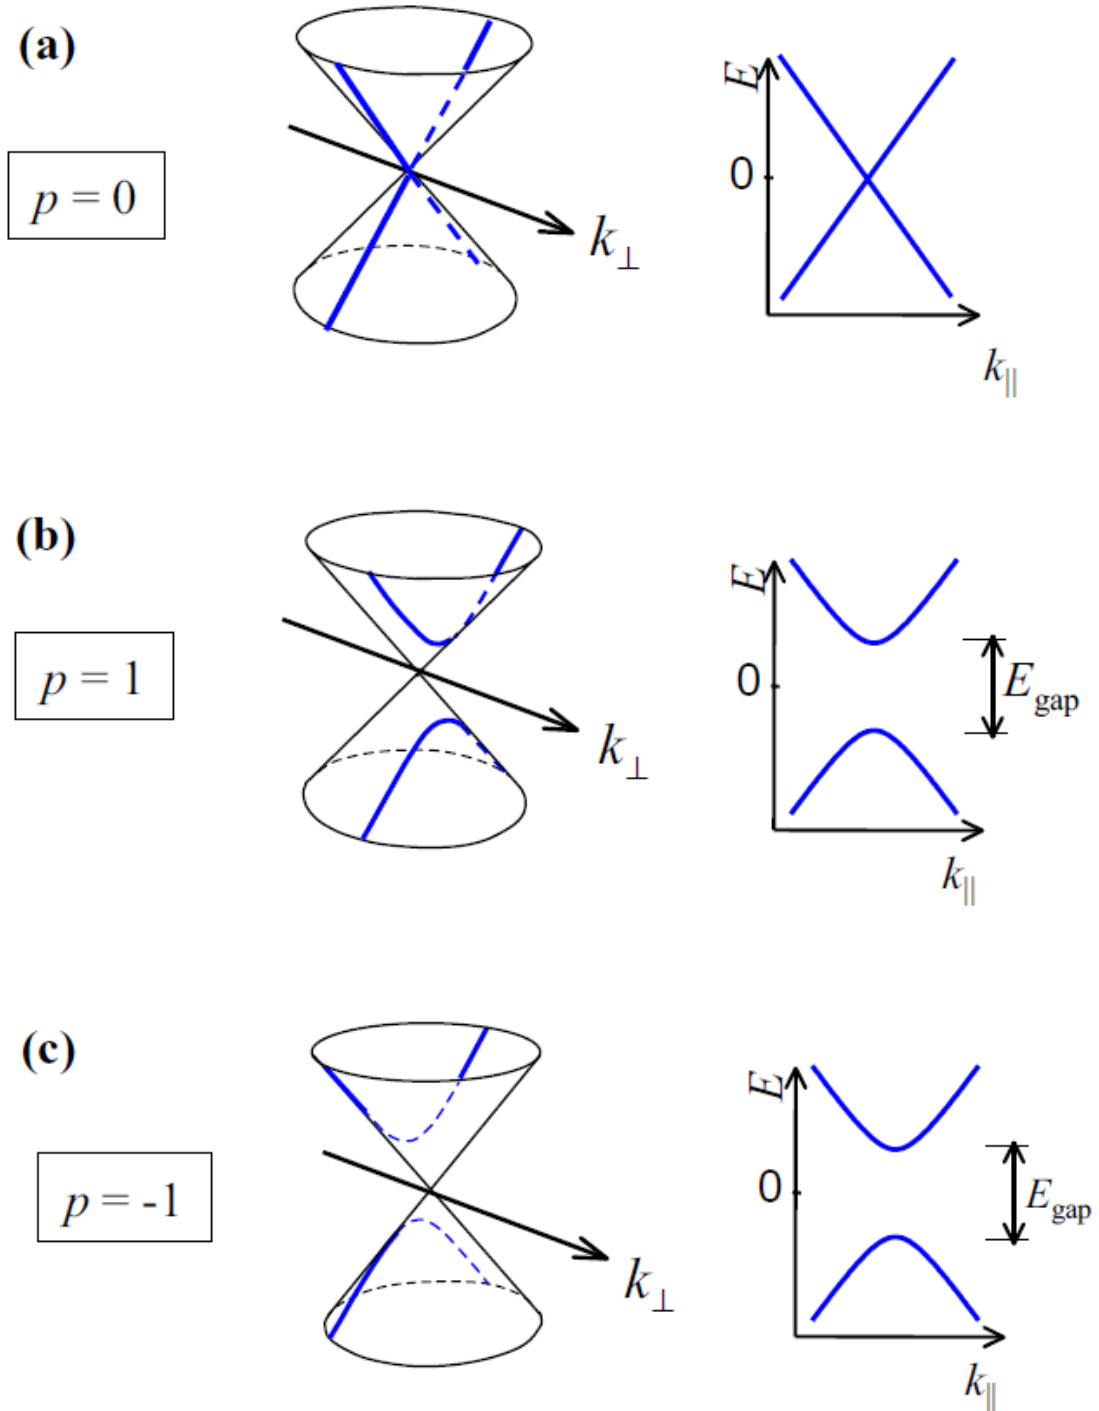 (a)
p = 0
k⊥
E
0
k||
(b)
p = 1
k⊥
E
0
Egap
k||
(c)
p = -1
k⊥
E
0
Egap
k||